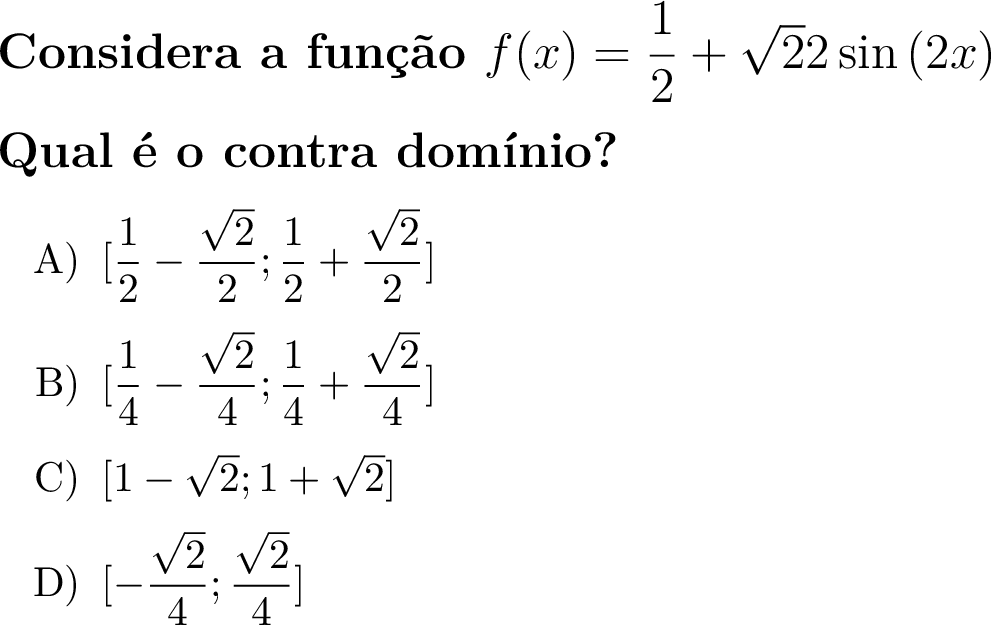 Considera a função $f(x) = \frac{1}{2} + \sqrt{2}2 \sin(2x)$
Qual é o contra domínio?
A) $[\frac{1}{2} - \frac{\sqrt{2}}{2}; \frac{1}{2} + \frac{\sqrt{2}}{2}]$
B) $[\frac{1}{4} - \frac{\sqrt{2}}{4}; \frac{1}{4} + \frac{\sqrt{2}}{4}]$
C) $[1 - \sqrt{2}; 1 + \sqrt{2}]$
D) $[-\frac{\sqrt{2}}{4}; \frac{\sqrt{2}}{4}]$